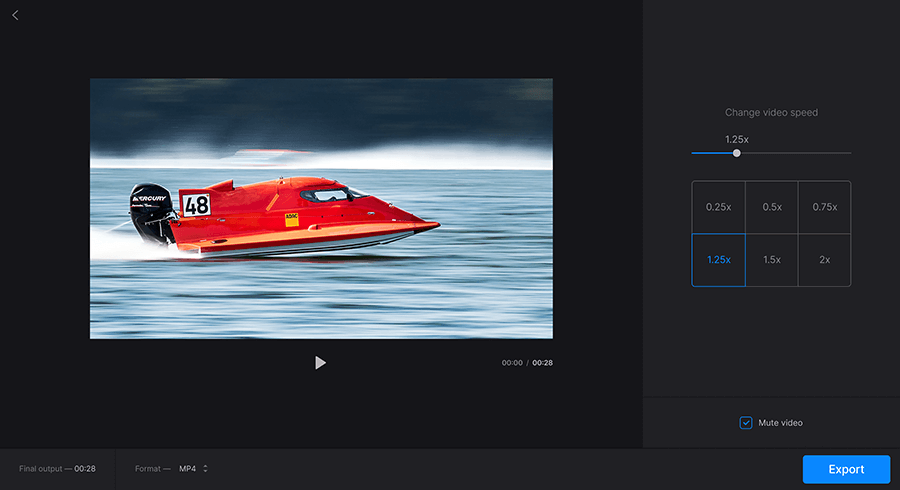 Change video speed
1.25x
0.25x 0.5x 0.75x
1.25x 1.5x 2x
MERCURY
48
ADAC
00:00 / 00:28
Mute video
Final output — 00:28
Format — MP4
Export